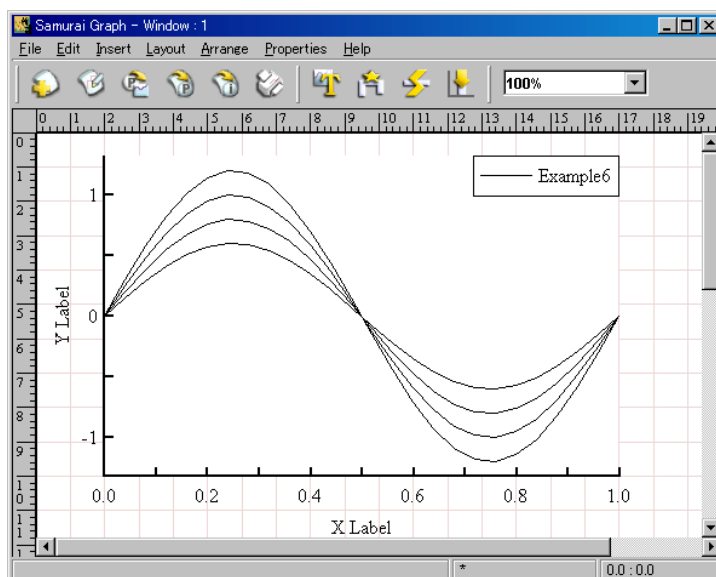 Samurai Graph - Window : 1
File Edit Insert Layout Arrange Properties Help
P P i T 100%
0 1 2 3 4 5 6 7 8 9 10 11 12 13 14 15 16 17 18 19
0
1
2
3
4
5
6
7
8
9
10
11
Example6
1
0
-1
Y Label
0.0 0.2 0.4 0.6 0.8 1.0
X Label
* 0.0 : 0.0